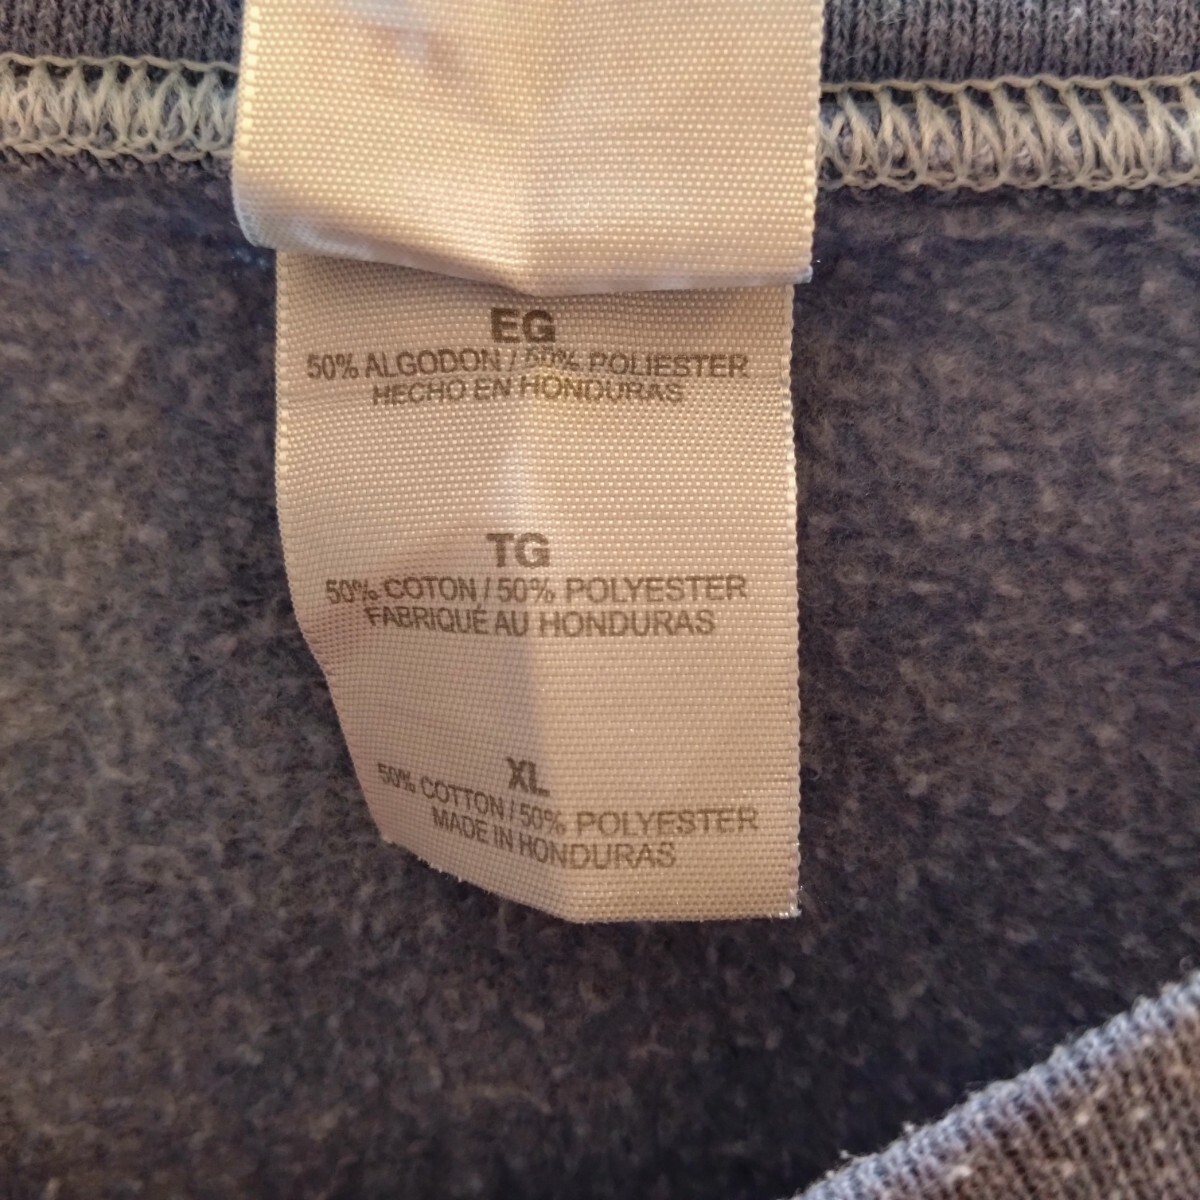 EG
50% ALGODON / 50% POLIESTER
HECHO EN HONDURAS
TG
50% COTON / 50% POLYESTER
FABRIQUÉ AU HONDURAS
XL
50% COTTON / 50% POLYESTER
MADE IN HONDURAS